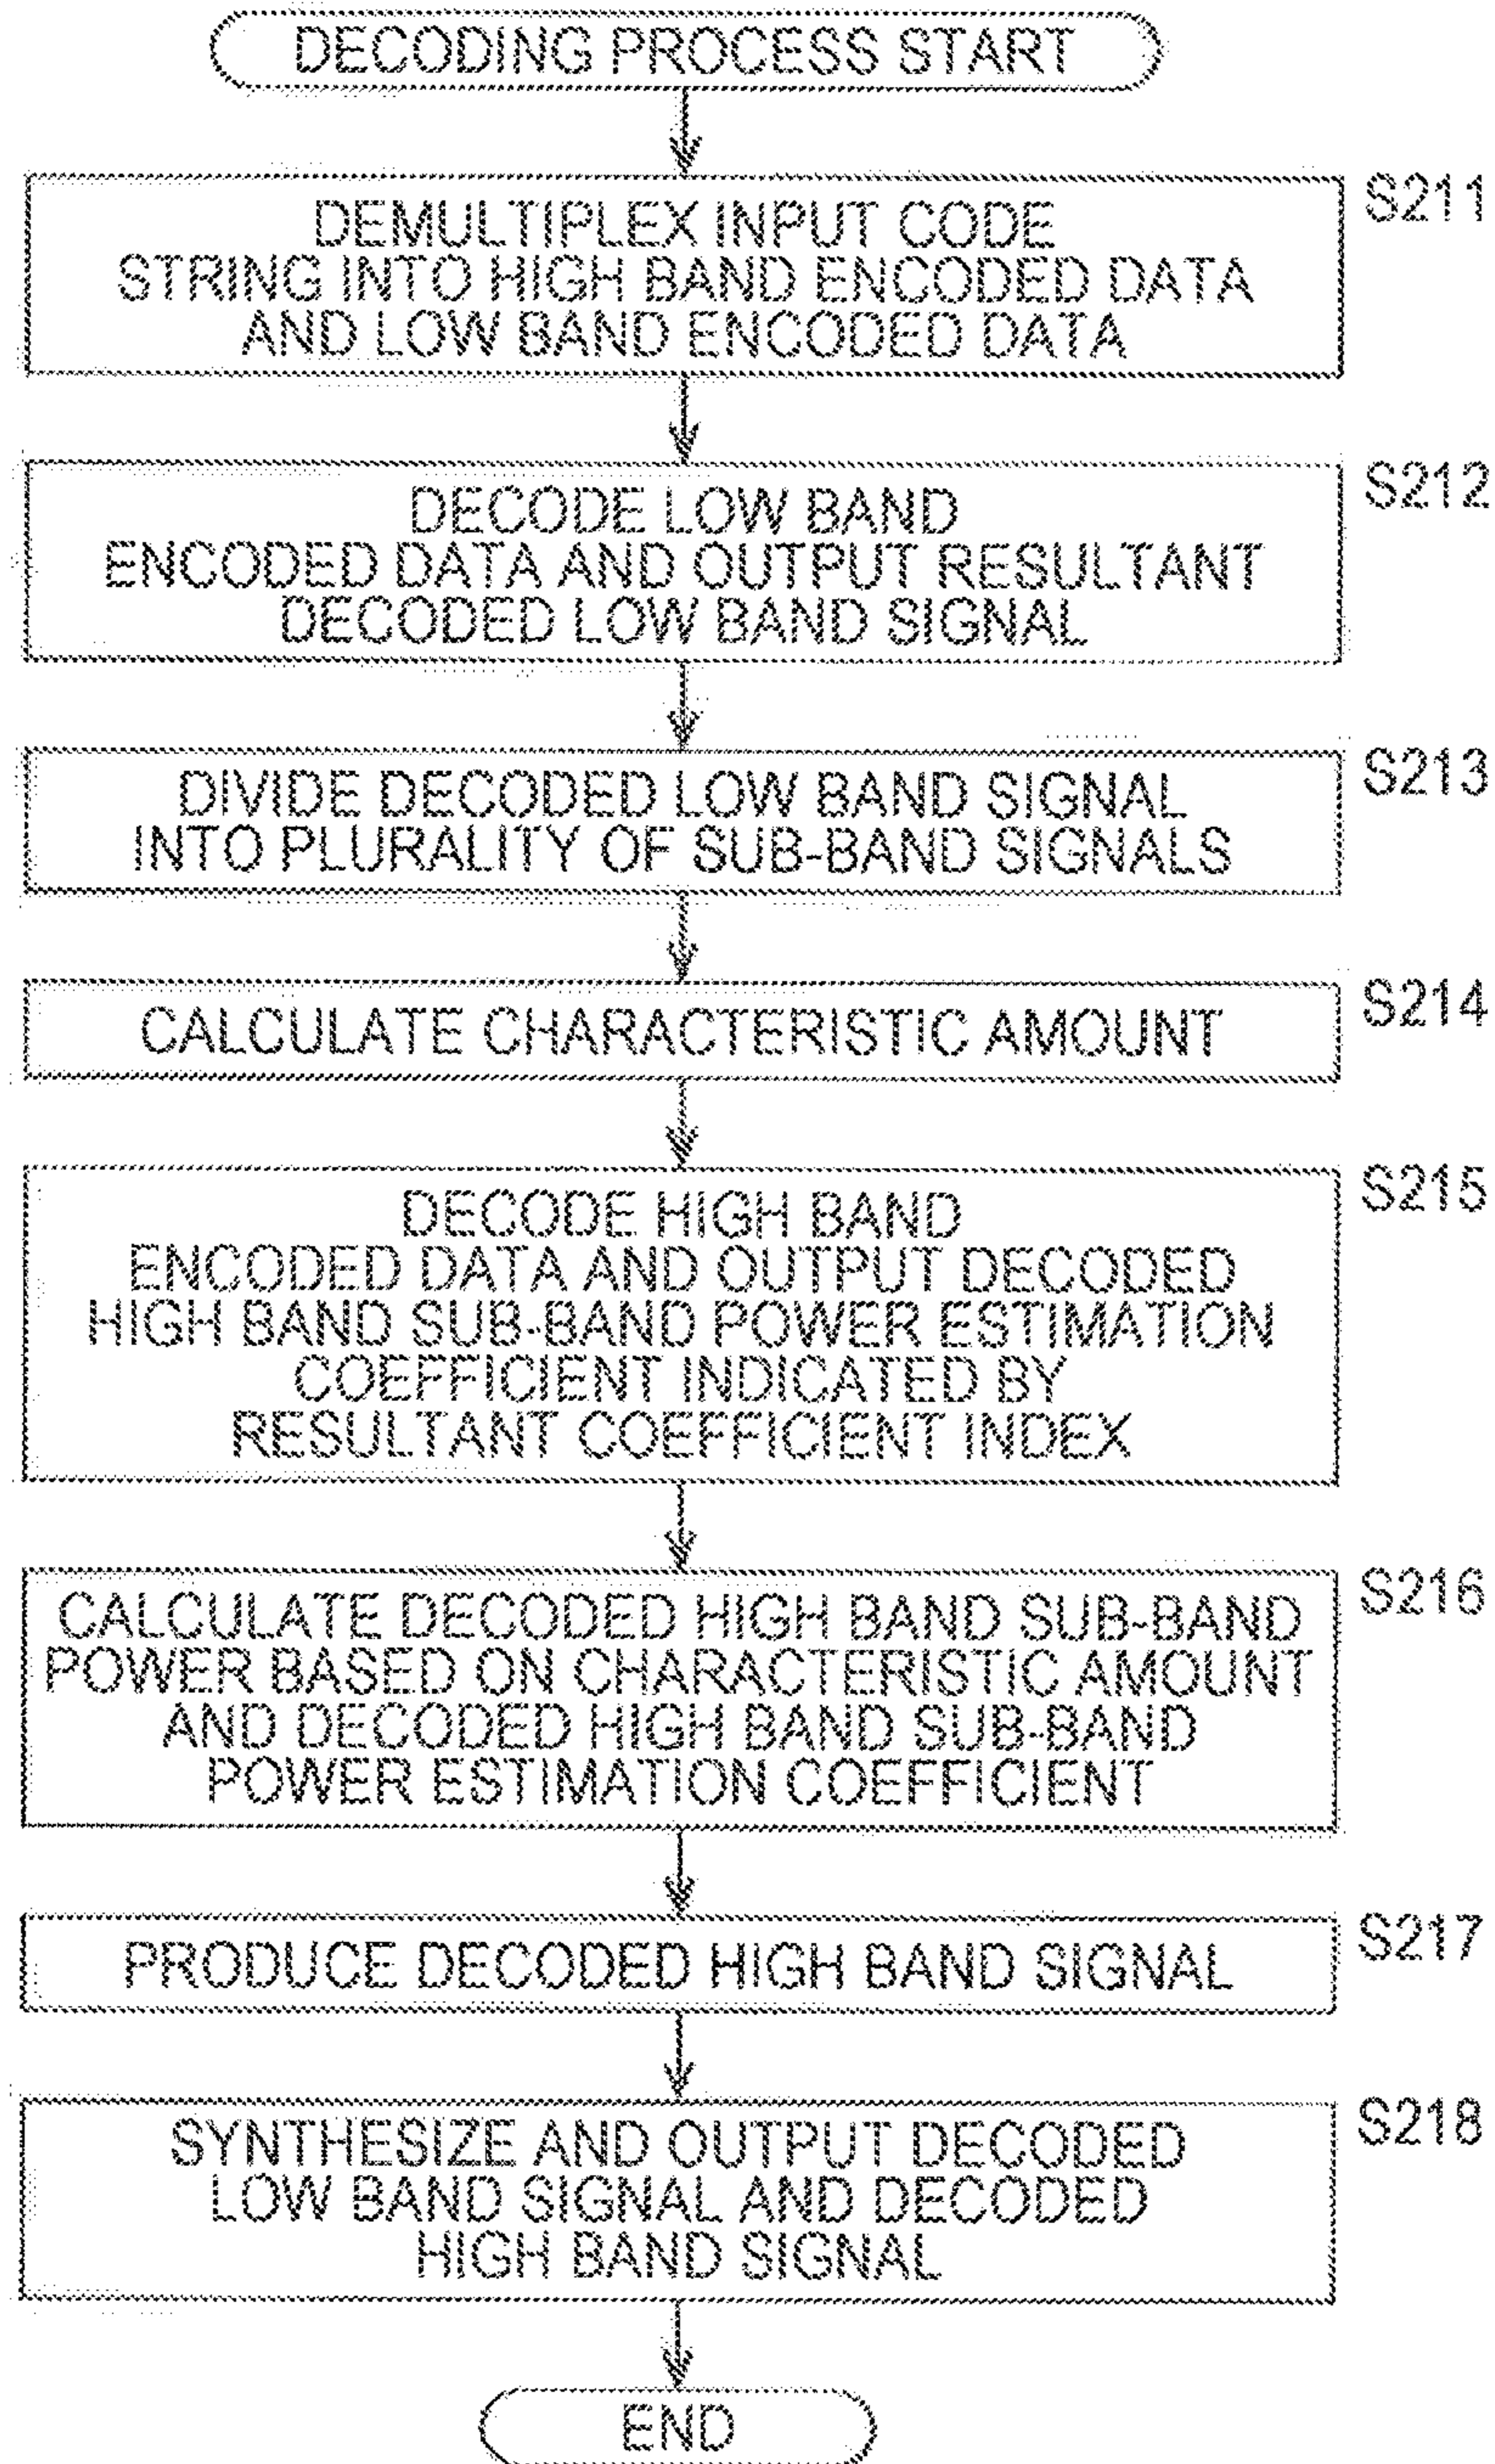 DECODING PROCESS START
S211
DEMULTIPLEX INPUT CODE
STRING INTO HIGH BAND ENCODED DATA
AND LOW BAND ENCODED DATA
S212
DECODE LOW BAND
ENCODED DATA AND OUTPUT RESULTANT
DECODED LOW BAND SIGNAL
S213
DIVIDE DECODED LOW BAND SIGNAL
INTO PLURALITY OF SUB-BAND SIGNALS
S214
CALCULATE CHARACTERISTIC AMOUNT
S215
DECODE HIGH BAND
ENCODED DATA AND OUTPUT DECODED
HIGH BAND SUB-BAND POWER ESTIMATION
COEFFICIENT INDICATED BY
RESULTANT COEFFICIENT INDEX
S216
CALCULATE DECODED HIGH BAND SUB-BAND
POWER BASED ON CHARACTERISTIC AMOUNT
AND DECODED HIGH BAND SUB-BAND
POWER ESTIMATION COEFFICIENT
S217
PRODUCE DECODED HIGH BAND SIGNAL
S218
SYNTHESIZE AND OUTPUT DECODED
LOW BAND SIGNAL AND DECODED
HIGH BAND SIGNAL
END